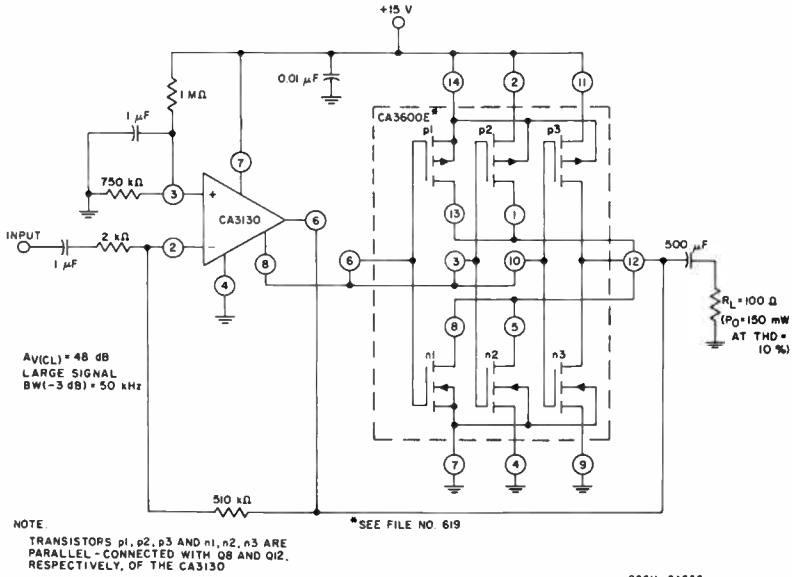 +15 V
14
2
11
0.01 µF
1 MΩ
CA3600E*
p1
p2
p3
1 µF
7
750 kΩ
3
+
CA3130
6
13
1
INPUT
2 kΩ
2
-
1 µF
8
6
3
10
12
500 µF
4
8
5
RL=100 Ω
(PO=150 mW
AT THD=
10 %)
AV(CL) = 48 dB
LARGE SIGNAL
BW(-3 dB) = 50 kHz
n1
n2
n3
7
4
9
510 kΩ
NOTE.
*SEE FILE NO. 619
TRANSISTORS p1, p2, p3 AND n1, n2, n3 ARE
PARALLEL-CONNECTED WITH Q8 AND Q12,
RESPECTIVELY, OF THE CA3130